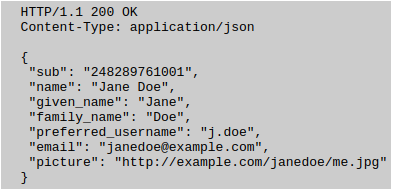 HTTP/1.1 200 OK
Content-Type: application/json

{
 "sub": "248289761001",
 "name": "Jane Doe",
 "given_name": "Jane",
 "family_name": "Doe",
 "preferred_username": "j.doe",
 "email": "janedoe@example.com",
 "picture": "http://example.com/janedoe/me.jpg"
}